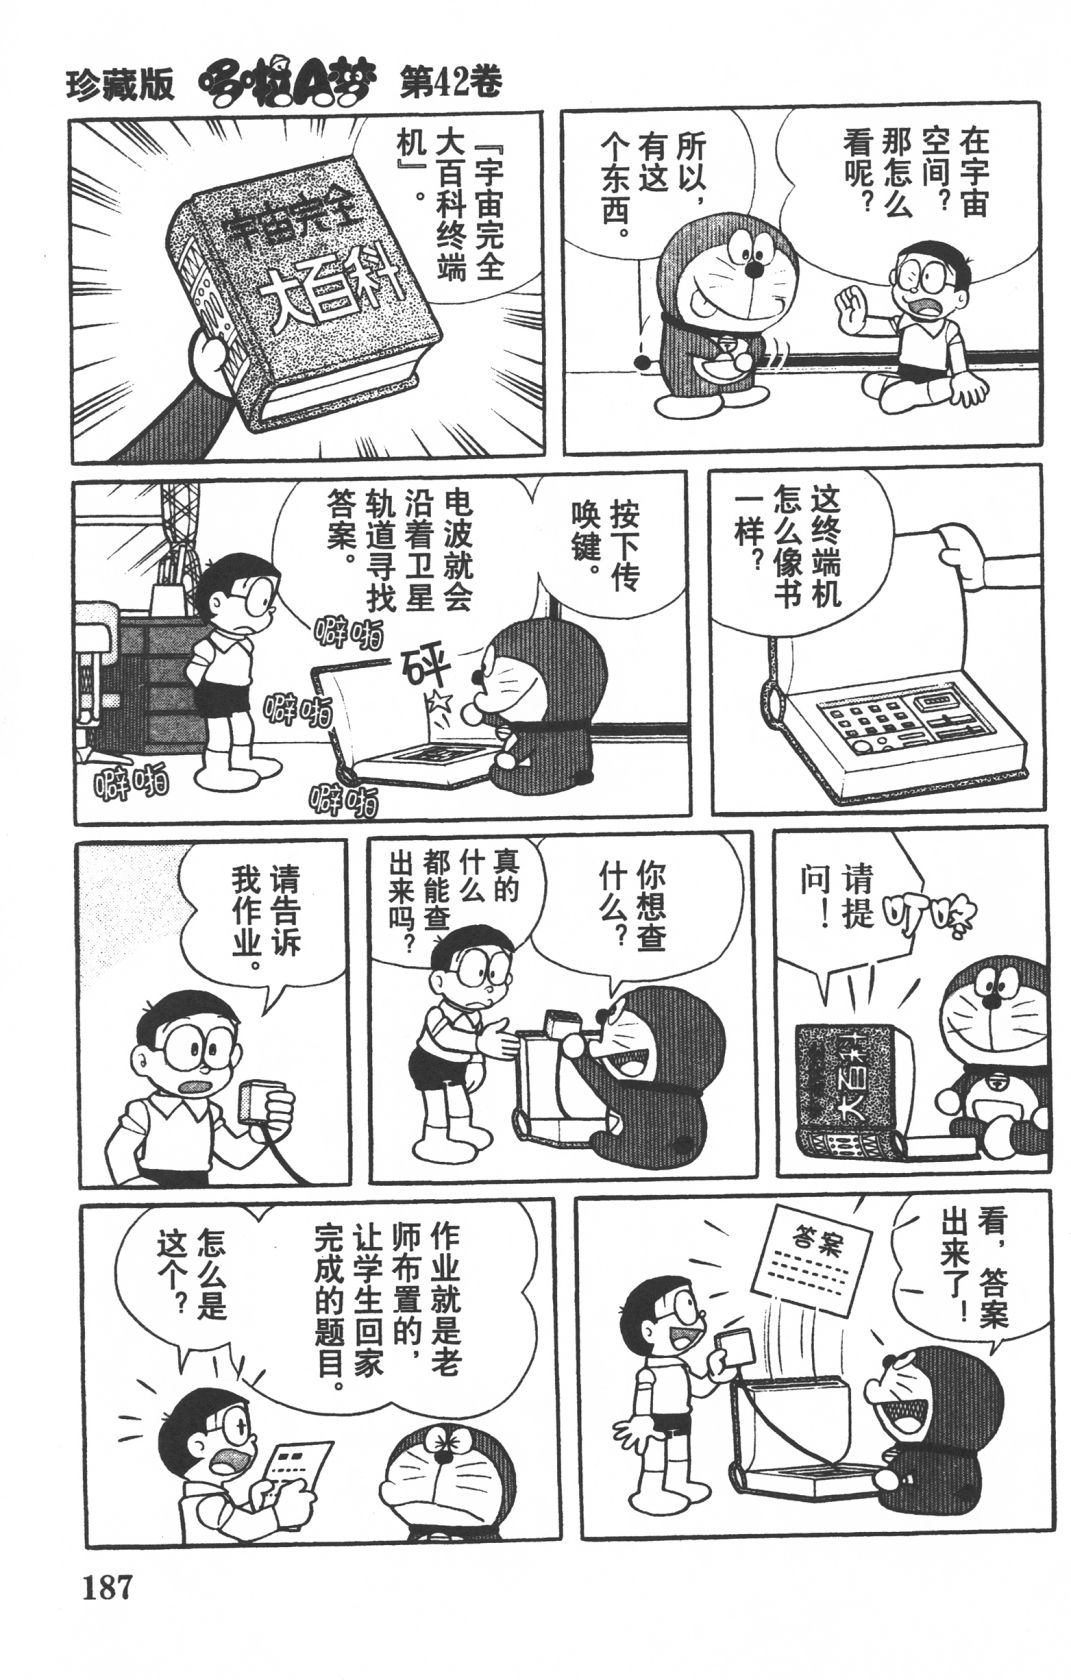 珍藏版 哆啦A梦 第42卷
在宇宙
空间？
那怎么
看呢？
所以，
有这
个东西。
『宇宙完全
大百科终端
机』。
宇宙完全
大百科
这终端机
怎么像书
一样？
按下传
唤键。
电波就会
沿着卫星
轨道寻找
答案。
砰
噼啪
噼啪
噼啪
噼啪
叮咚
请提
问！
大百科
你想查
什么？
真的
什么
都能查
出来吗？
请告诉
我作业。
看，答案
出来了！
答案
作业就是老
师布置的，
让学生回家
完成的题目。
怎么是
这个？
187